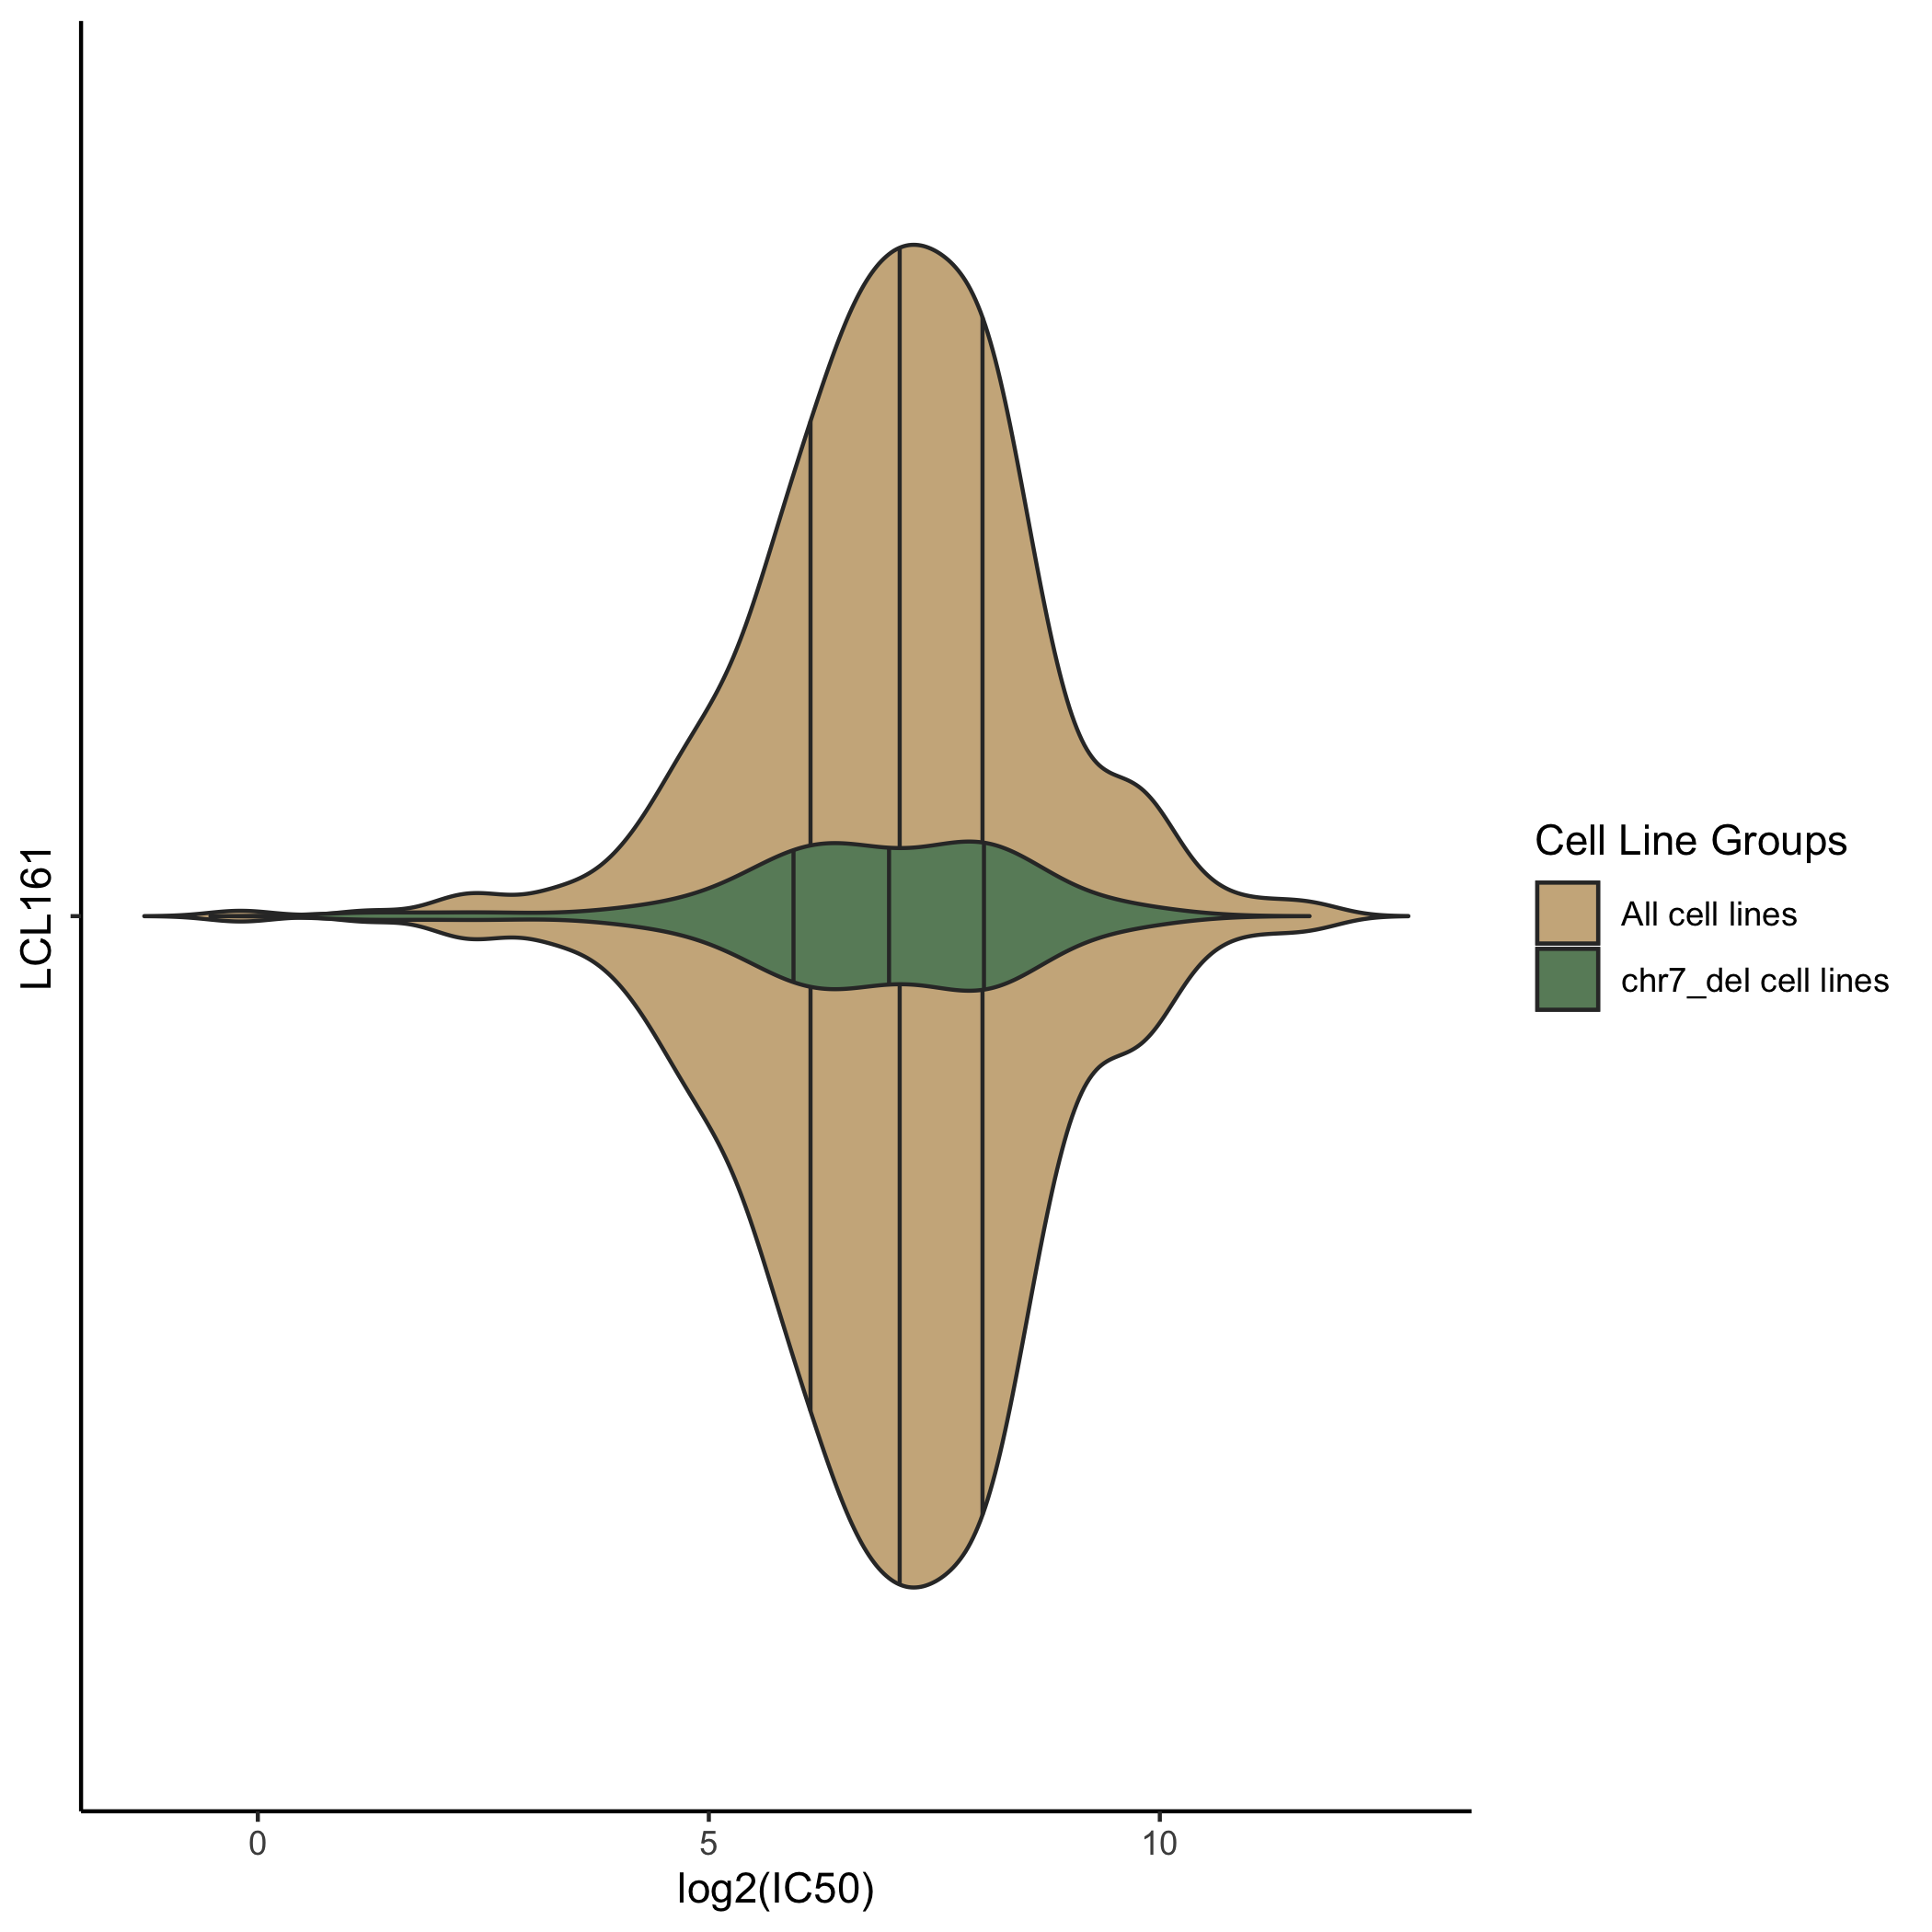 LCL161
Cell Line Groups
All cell lines
chr7_del cell lines
0
5
10
log2(IC50)